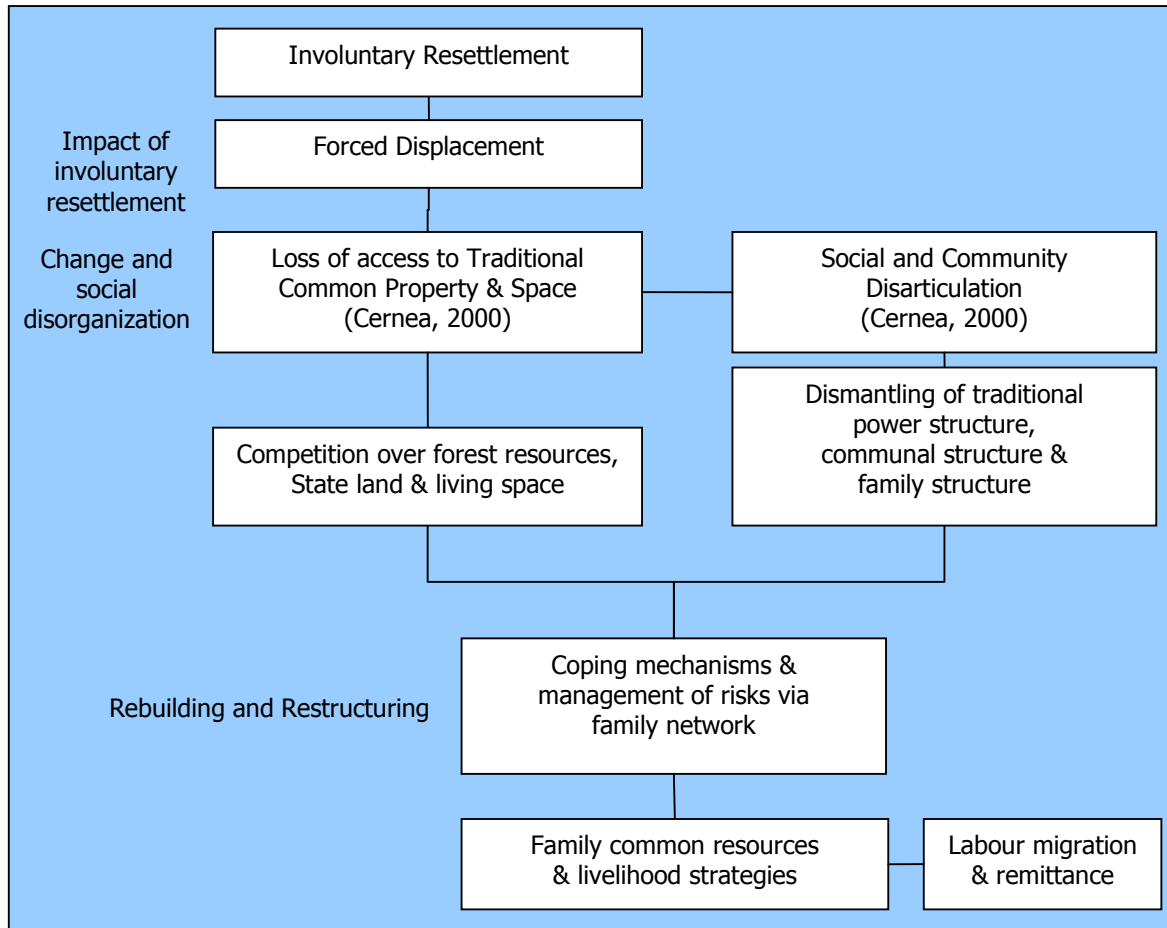 Involuntary Resettlement
Impact of
involuntary
resettlement
Forced Displacement
Change and
social
disorganization
Loss of access to Traditional
Common Property & Space
(Cernea, 2000)
Social and Community
Disarticulation
(Cernea, 2000)
Dismantling of traditional
power structure,
communal structure &
family structure
Competition over forest resources,
State land & living space
Rebuilding and Restructuring
Coping mechanisms &
management of risks via
family network
Family common resources
& livelihood strategies
Labour migration
& remittance